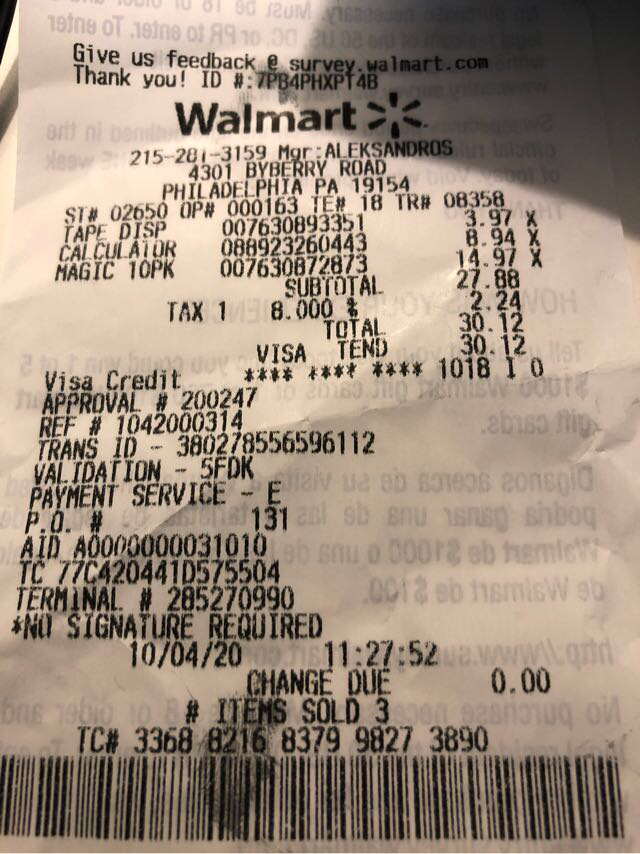 Give us feedback @ survey.walmart.com
Thank you! ID #:7PB4PHXPT4B
Walmart
215-281-3159 Mgr:ALEKSANDROS
4301 BYBERRY ROAD
PHILADELPHIA PA 19154
ST# 02650 OP# 000163 TE# 18 TR# 08358
TAPE DISP 007630893351 3.97 X
CALCULATOR 088923260443 8.94 X
MAGIC 10PK 007630872873 14.97 X
SUBTOTAL 27.88
TAX 1 8.000 % 2.24
TOTAL 30.12
VISA TEND 30.12
Visa Credit **** **** **** 1018 I 0
APPROVAL # 200247
REF # 1042000314
TRANS ID - 380278556596112
VALIDATION - 5FDK
PAYMENT SERVICE - E
P.O. # 131
AID A0000000031010
TC 77C420441D575504
TERMINAL # 285270990
*NO SIGNATURE REQUIRED
10/04/20 11:27:52
CHANGE DUE 0.00
# ITEMS SOLD 3
TC# 3368 8216 8379 9827 3890